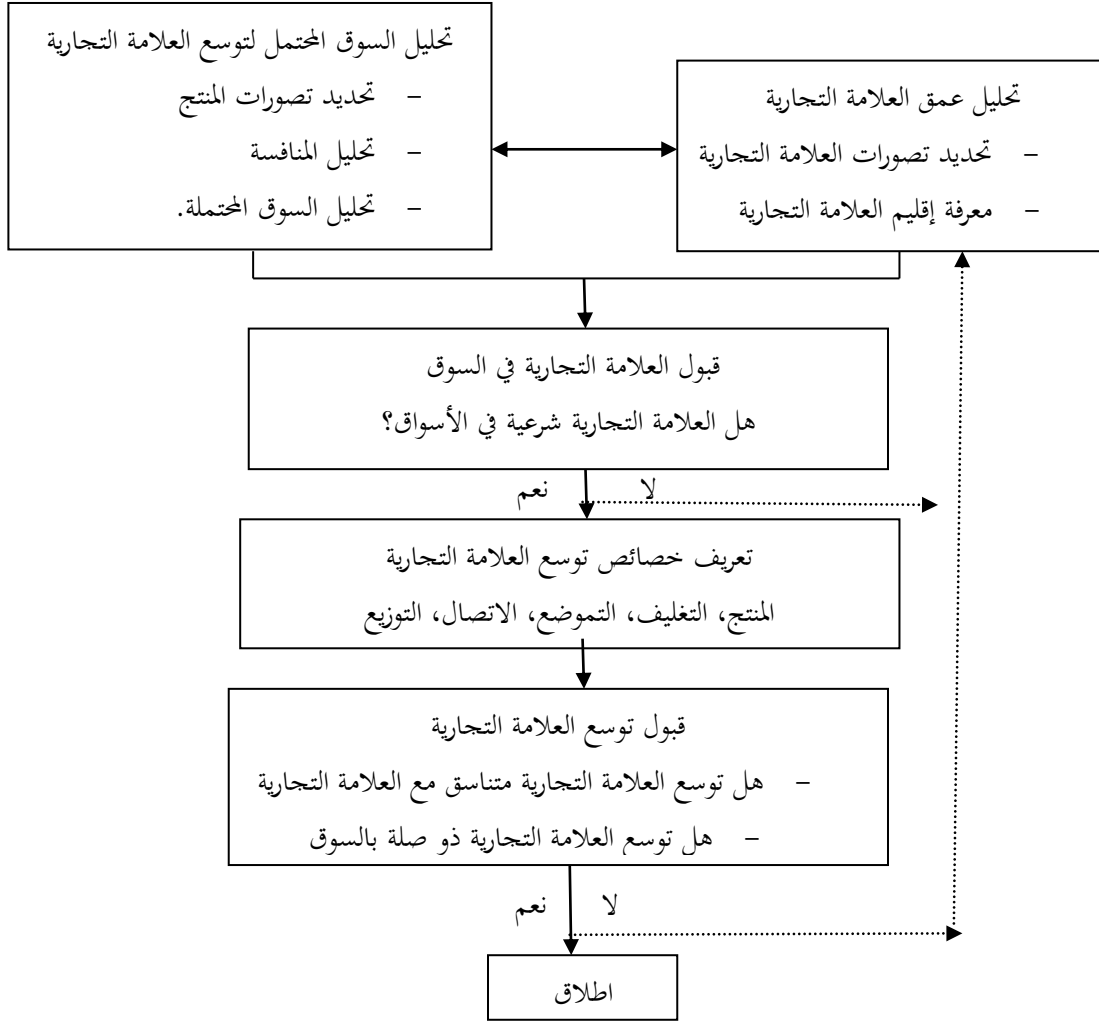 تحليل السوق المحتمل لتوسع العلامة التجارية
– تحديد تصورات المنتج
– تحليل المنافسة
– تحليل السوق المحتملة.
تحليل عمق العلامة التجارية
– تحديد تصورات العلامة التجارية
– معرفة إقليم العلامة التجارية
قبول العلامة التجارية في السوق
هل العلامة التجارية شرعية في الأسواق؟
لا
نعم
تعريف خصائص توسع العلامة التجارية
المنتج، التغليف، التموضع، الاتصال، التوزيع
قبول توسع العلامة التجارية
– هل توسع العلامة التجارية متناسق مع العلامة التجارية
– هل توسع العلامة التجارية ذو صلة بالسوق
لا
نعم
اطلاق